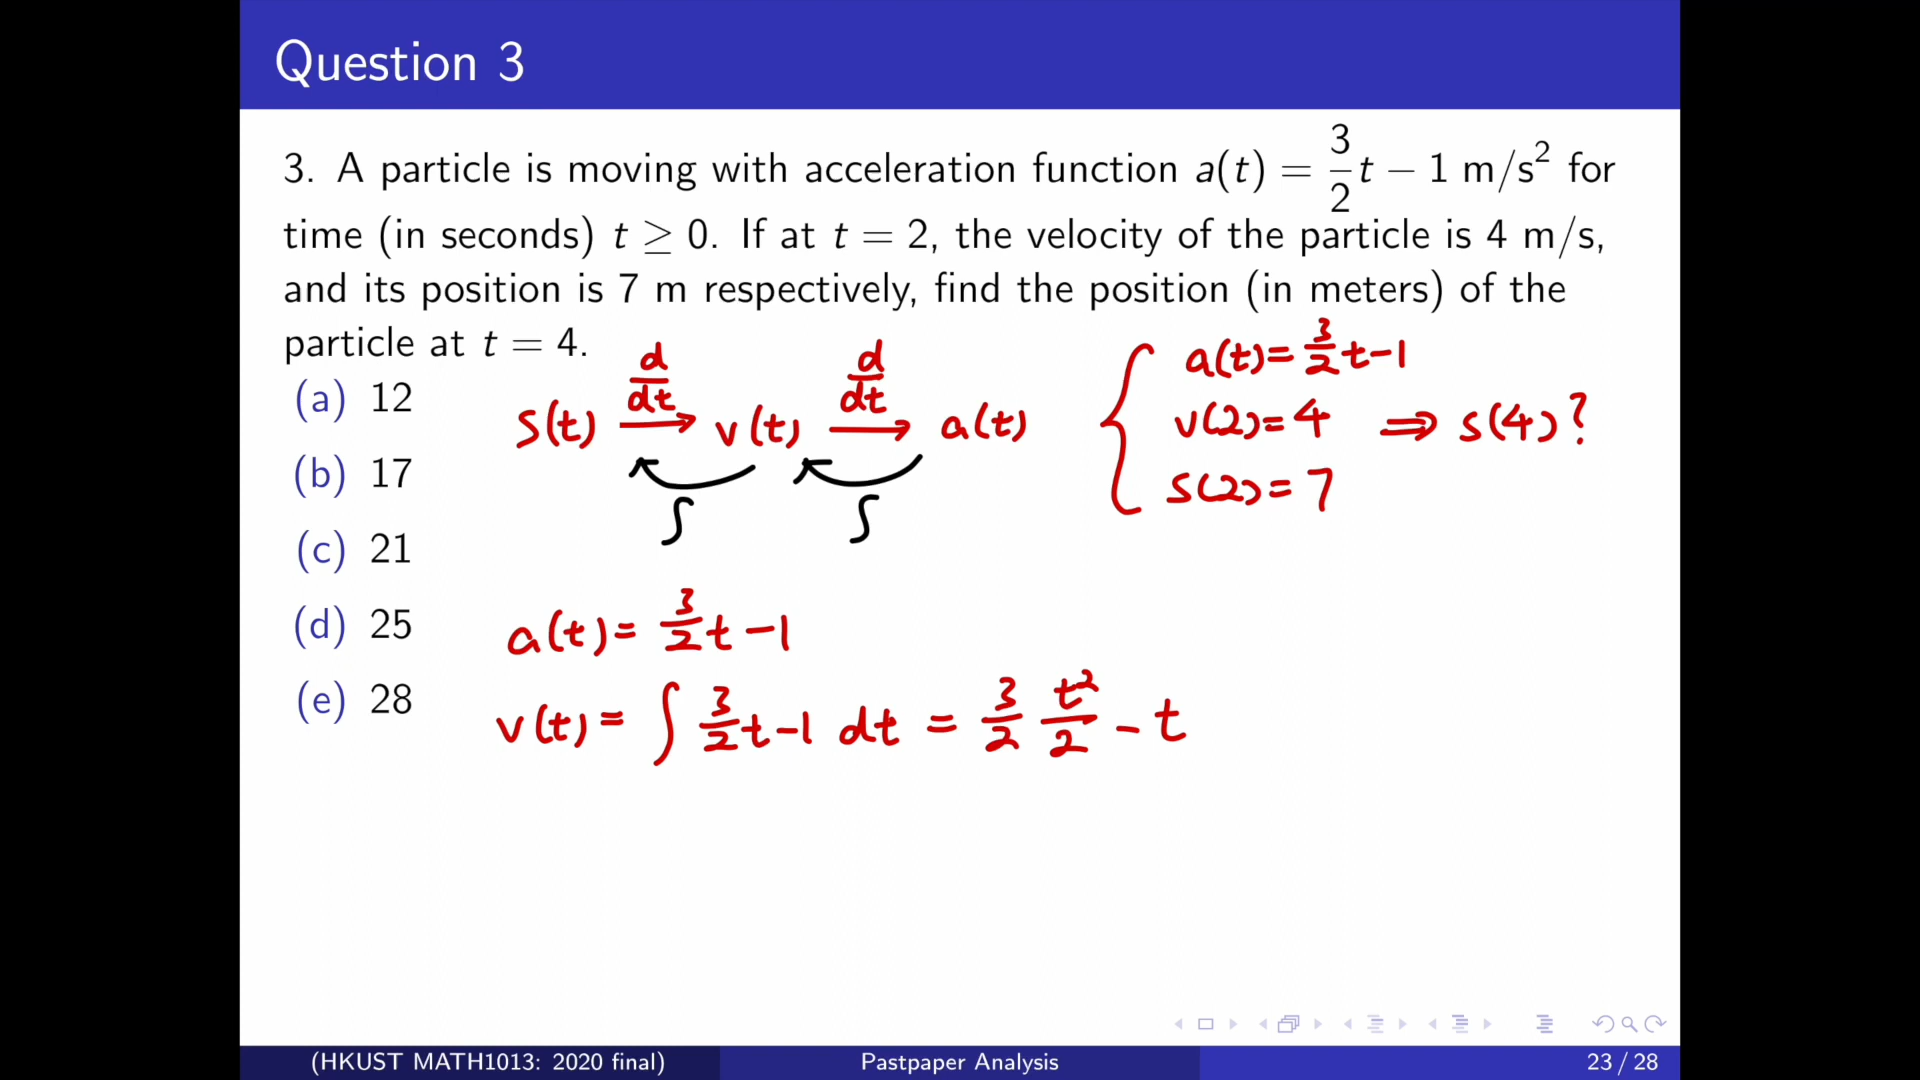 Question 3
3. A particle is moving with acceleration function a(t) = 3/2 t − 1 m/s² for
time (in seconds) t ≥ 0. If at t = 2, the velocity of the particle is 4 m/s,
and its position is 7 m respectively, find the position (in meters) of the
particle at t = 4.
(a) 12
(b) 17
(c) 21
(d) 25
(e) 28
s(t) d/dt → v(t) d/dt → a(t)
∫ ∫
{ a(t) = 3/2 t − 1
v(2) = 4 ⇒ s(4)?
s(2) = 7
a(t) = 3/2 t − 1
v(t) = ∫ 3/2 t − 1 dt = 3/2 t²/2 − t
(HKUST MATH1013: 2020 final) Pastpaper Analysis 23 / 28